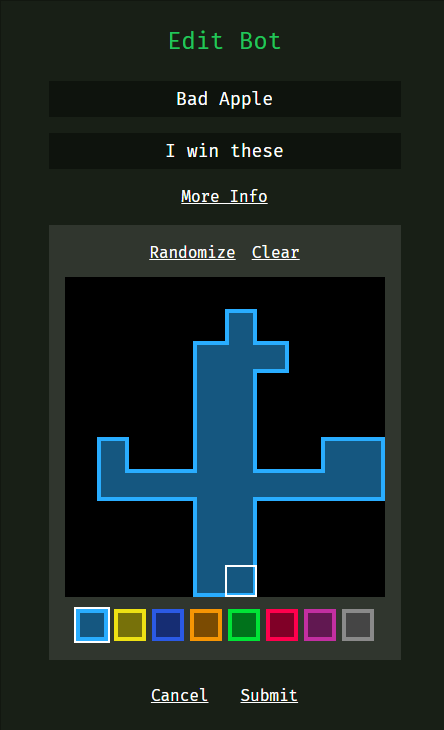 Edit Bot
Bad Apple
I win these
More Info
Randomize Clear
Cancel Submit